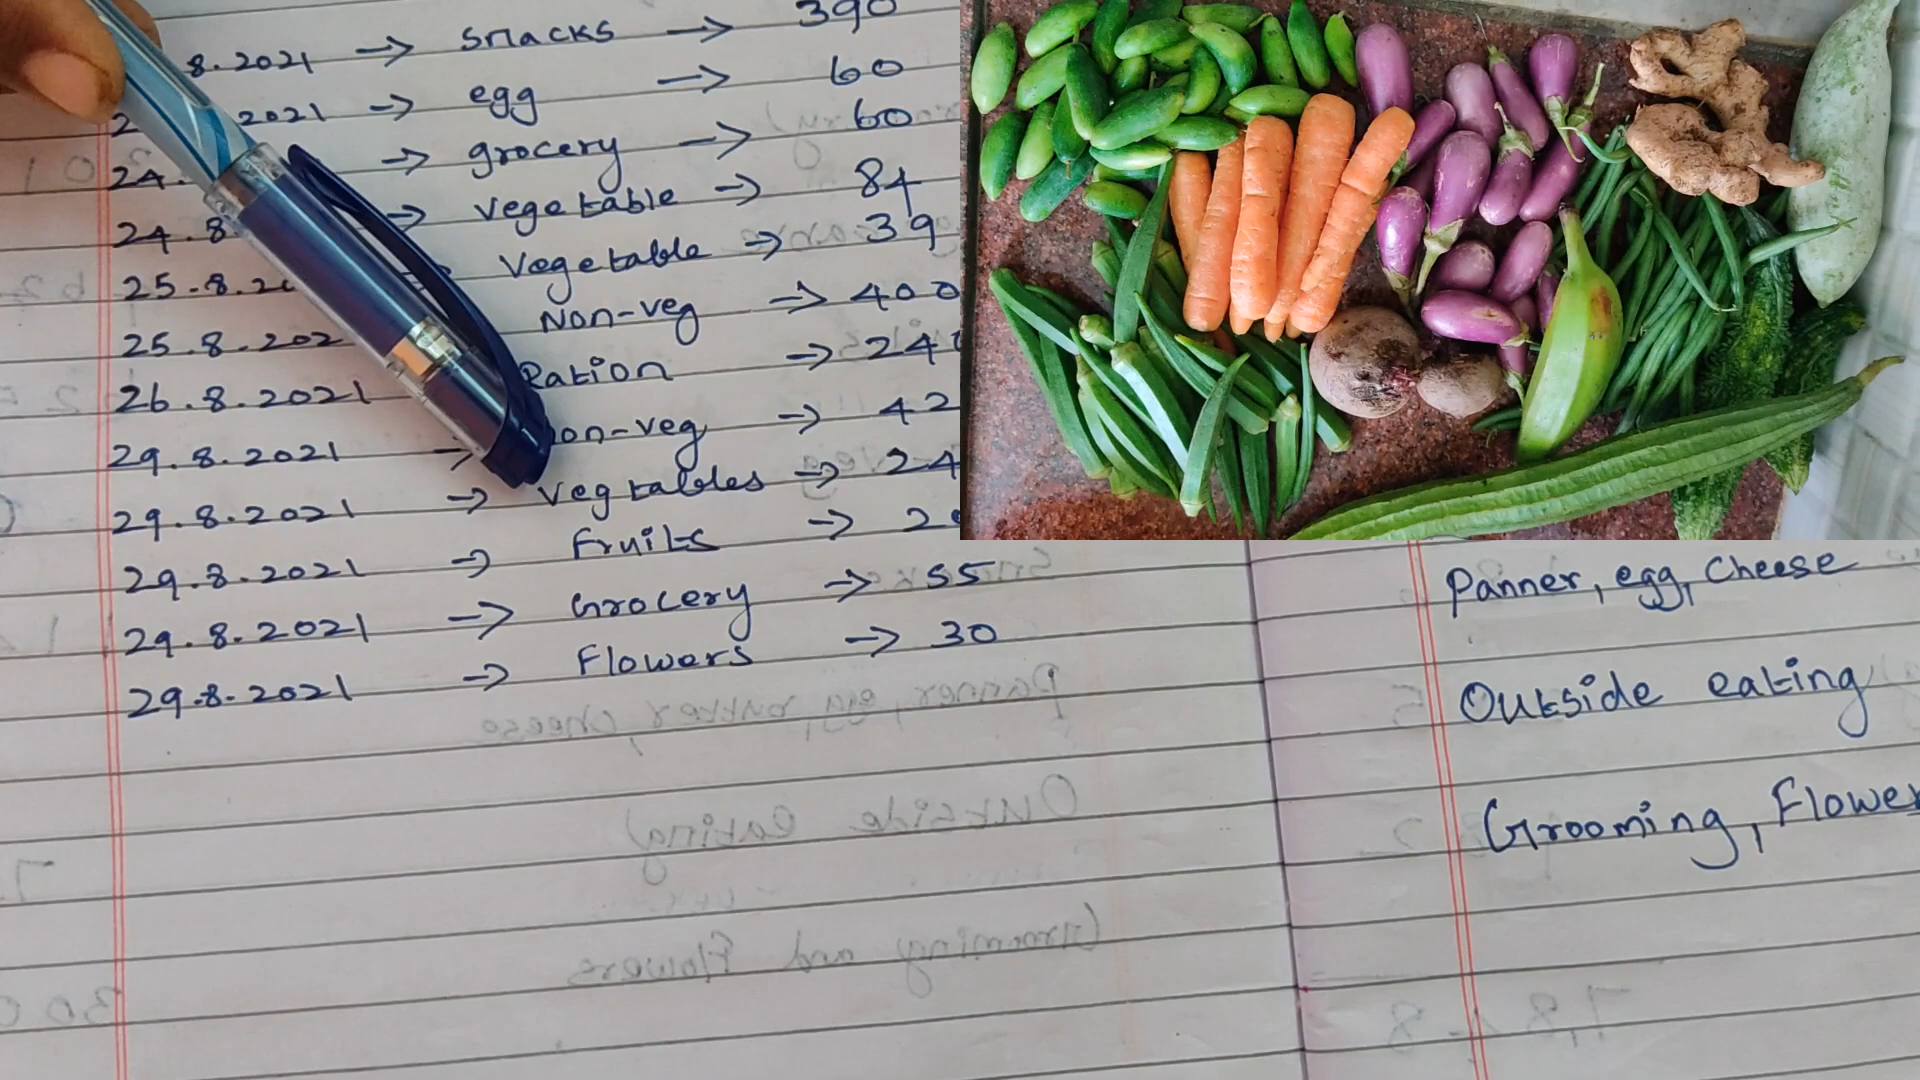 8.2021 → Snacks → 390
2 .2021 → egg → 60
24. → grocery → 60
24.8 → Vegetable → 84
25.8.20 → Vegetable → 39
25.8.202 → Non-veg → 400
26.8.2021 Ration → 24
29.8.2021 → on-veg → 42
29.8.2021 → Vegtables → 24
29.8.2021 → Fruits → 2
29.8.2021 → Grocery → 55
29.8.2021 → Flowers → 30
Panner, egg, Cheese
Outside eating
Grooming, Flower